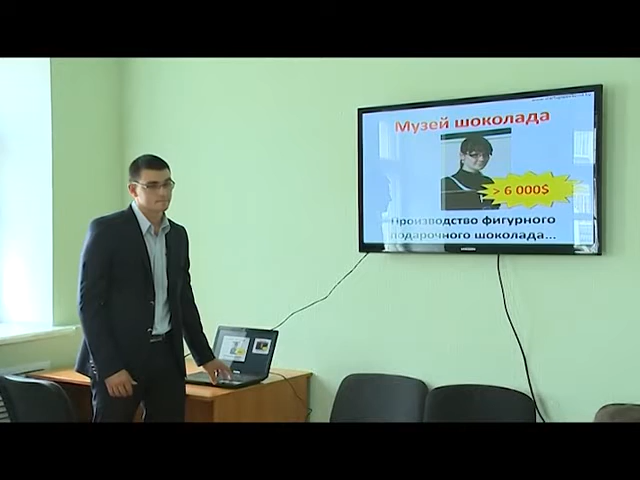 Музей шоколада
> 6 000$
Производство фигурного
подарочного шоколада...